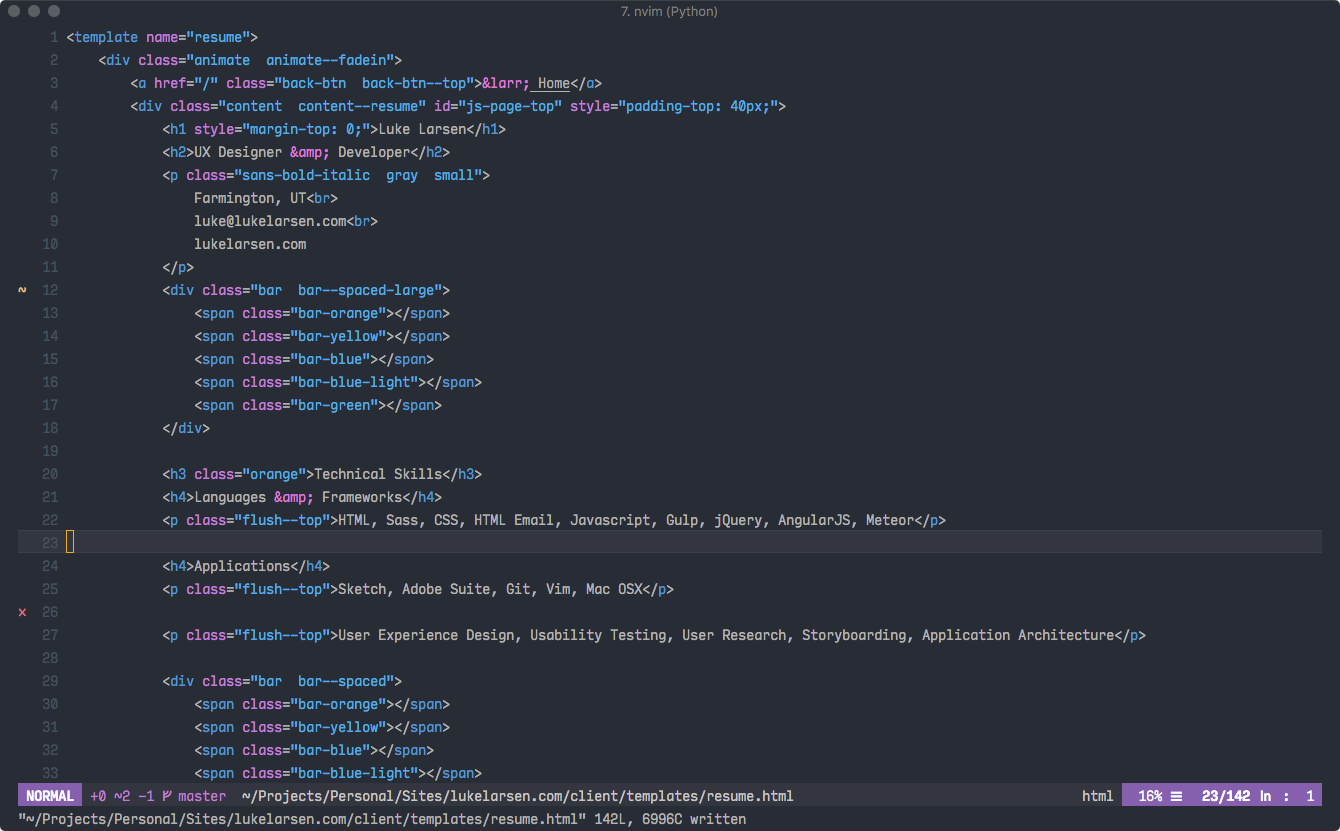 7. nvim (Python)
1 <template name="resume">
2 <div class="animate  animate--fadein">
3 <a href="/" class="back-btn  back-btn--top">&larr; Home</a>
4 <div class="content  content--resume" id="js-page-top" style="padding-top: 40px;">
5 <h1 style="margin-top: 0;">Luke Larsen</h1>
6 <h2>UX Designer &amp; Developer</h2>
7 <p class="sans-bold-italic  gray  small">
8 Farmington, UT<br>
9 luke@lukelarsen.com<br>
10 lukelarsen.com
11 </p>
~ 12 <div class="bar  bar--spaced-large">
13 <span class="bar-orange"></span>
14 <span class="bar-yellow"></span>
15 <span class="bar-blue"></span>
16 <span class="bar-blue-light"></span>
17 <span class="bar-green"></span>
18 </div>
19
20 <h3 class="orange">Technical Skills</h3>
21 <h4>Languages &amp; Frameworks</h4>
22 <p class="flush--top">HTML, Sass, CSS, HTML Email, Javascript, Gulp, jQuery, AngularJS, Meteor</p>
23
24 <h4>Applications</h4>
25 <p class="flush--top">Sketch, Adobe Suite, Git, Vim, Mac OSX</p>
x 26
27 <p class="flush--top">User Experience Design, Usability Testing, User Research, Storyboarding, Application Architecture</p>
28
29 <div class="bar  bar--spaced">
30 <span class="bar-orange"></span>
31 <span class="bar-yellow"></span>
32 <span class="bar-blue"></span>
33 <span class="bar-blue-light"></span>
NORMAL +0 ~2 -1 master ~/Projects/Personal/Sites/lukelarsen.com/client/templates/resume.html html 16% ☰ 23/142 ln : 1
"~/Projects/Personal/Sites/lukelarsen.com/client/templates/resume.html" 142L, 6996C written